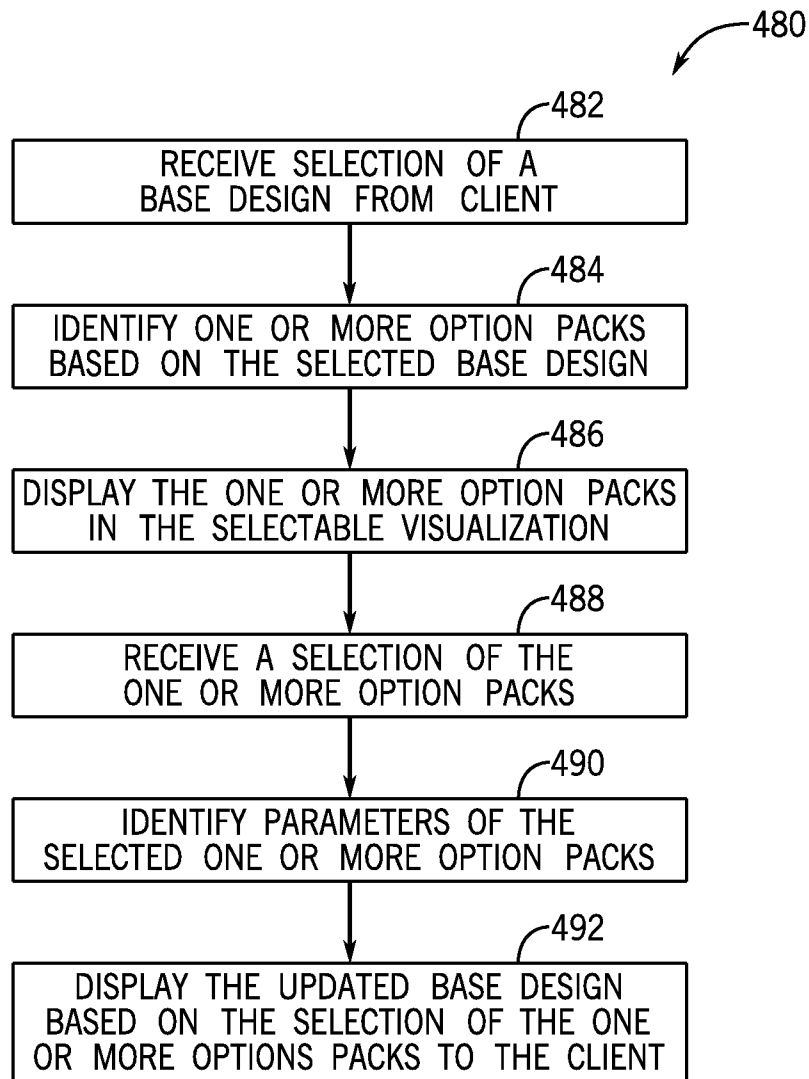 480
482
RECEIVE SELECTION OF A
BASE DESIGN FROM CLIENT
484
IDENTIFY ONE OR MORE OPTION PACKS
BASED ON THE SELECTED BASE DESIGN
486
DISPLAY THE ONE OR MORE OPTION PACKS
IN THE SELECTABLE VISUALIZATION
488
RECEIVE A SELECTION OF THE
ONE OR MORE OPTION PACKS
490
IDENTIFY PARAMETERS OF THE
SELECTED ONE OR MORE OPTION PACKS
492
DISPLAY THE UPDATED BASE DESIGN
BASED ON THE SELECTION OF THE ONE
OR MORE OPTIONS PACKS TO THE CLIENT